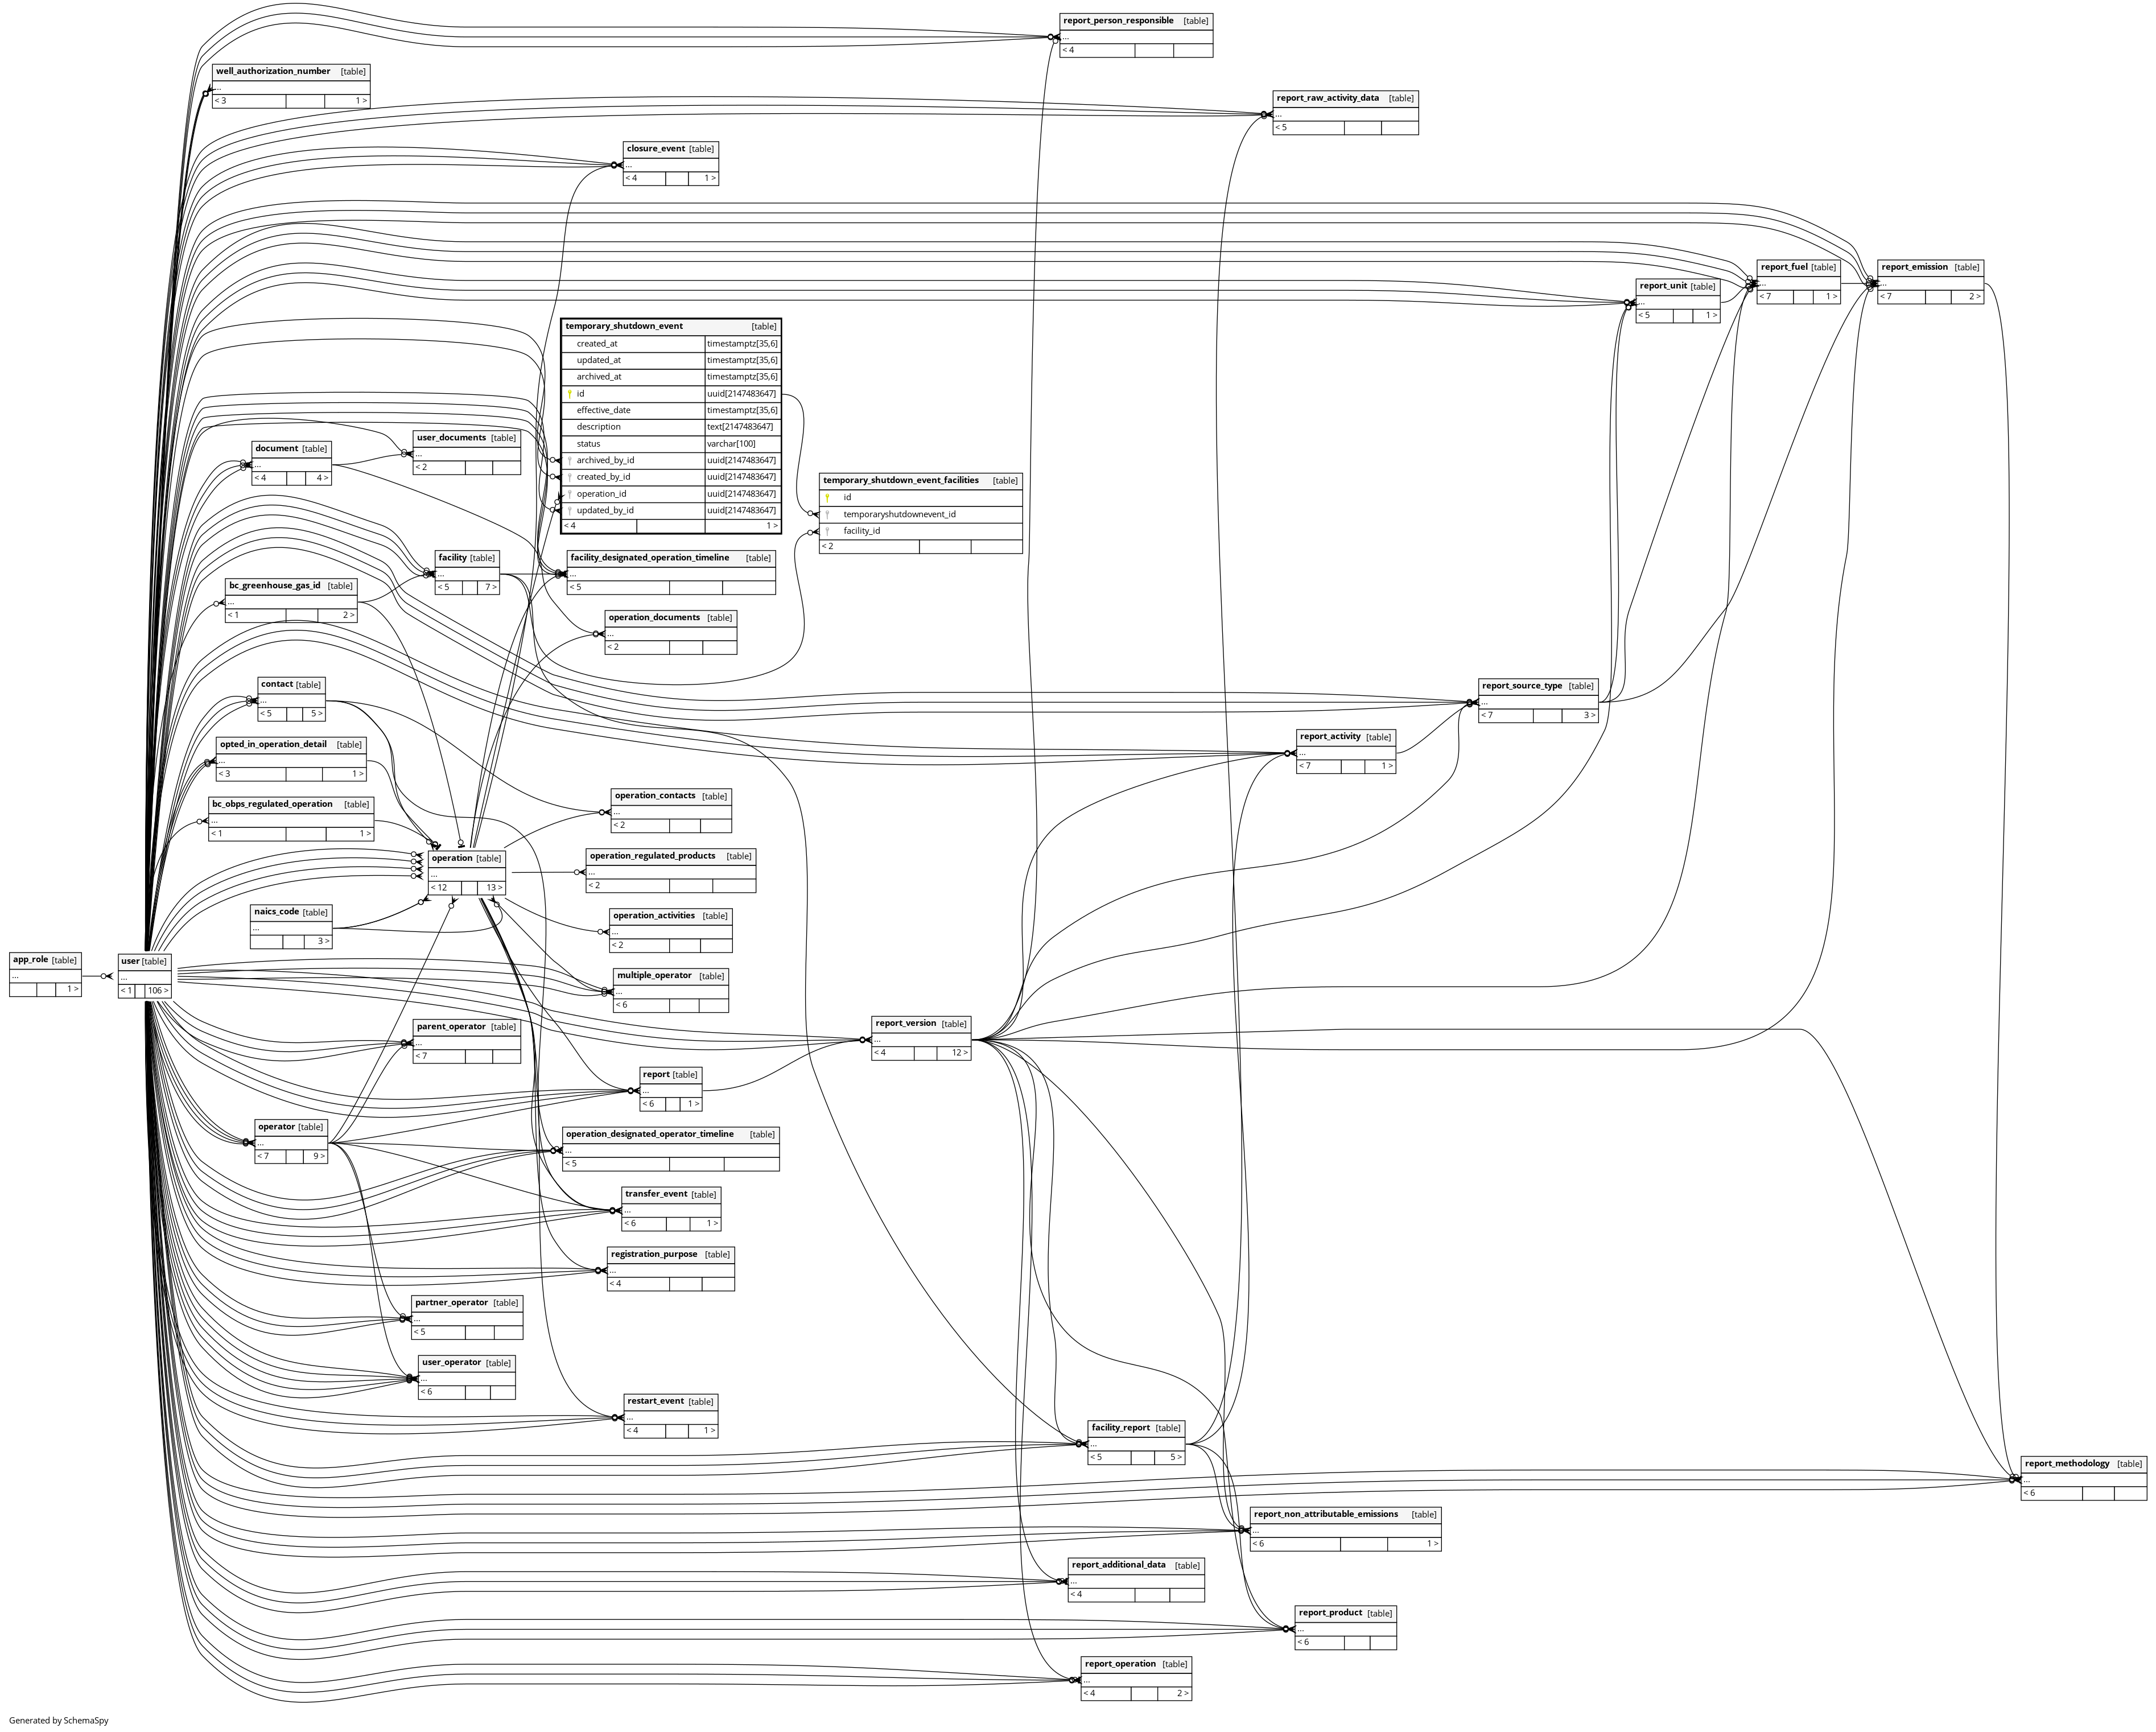 report_person_responsible [table]
...
< 4
well_authorization_number [table]
...
< 3 1 >
report_raw_activity_data [table]
...
< 5
closure_event [table]
...
< 4 1 >
report_fuel [table]
...
< 7 1 >
report_emission [table]
...
< 7 2 >
report_unit [table]
...
< 5 1 >
temporary_shutdown_event [table]
created_at timestamptz[35,6]
updated_at timestamptz[35,6]
archived_at timestamptz[35,6]
id uuid[2147483647]
effective_date timestamptz[35,6]
description text[2147483647]
status varchar[100]
archived_by_id uuid[2147483647]
created_by_id uuid[2147483647]
operation_id uuid[2147483647]
updated_by_id uuid[2147483647]
< 4 1 >
user_documents [table]
...
< 2
document [table]
...
< 4 4 >
temporary_shutdown_event_facilities [table]
id
temporaryshutdownevent_id
facility_id
< 2
facility [table]
...
< 5 7 >
facility_designated_operation_timeline [table]
...
< 5
bc_greenhouse_gas_id [table]
...
< 1 2 >
operation_documents [table]
...
< 2
contact [table]
...
< 5 5 >
report_source_type [table]
...
< 7 3 >
opted_in_operation_detail [table]
...
< 3 1 >
report_activity [table]
...
< 7 1 >
bc_obps_regulated_operation [table]
...
< 1 1 >
operation_contacts [table]
...
< 2
operation [table]
...
< 12 13 >
operation_regulated_products [table]
...
< 2
naics_code [table]
...
3 >
operation_activities [table]
...
< 2
app_role [table]
...
1 >
user [table]
...
< 1 106 >
multiple_operator [table]
...
< 6
parent_operator [table]
...
< 7
report_version [table]
...
< 4 12 >
report [table]
...
< 6 1 >
operator [table]
...
< 7 9 >
operation_designated_operator_timeline [table]
...
< 5
transfer_event [table]
...
< 6 1 >
registration_purpose [table]
...
< 4
partner_operator [table]
...
< 5
user_operator [table]
...
< 6
restart_event [table]
...
< 4 1 >
facility_report [table]
...
< 5 5 >
report_methodology [table]
...
< 6
report_non_attributable_emissions [table]
...
< 6 1 >
report_additional_data [table]
...
< 4
report_product [table]
...
< 6
report_operation [table]
...
< 4 2 >
Generated by SchemaSpy